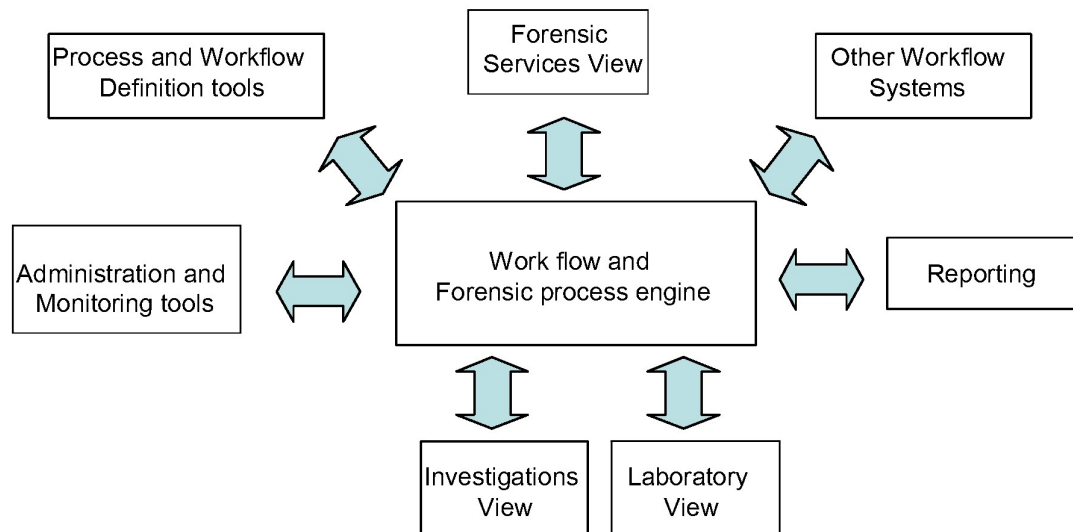 Process and Workflow
Definition tools
Forensic
Services View
Other Workflow
Systems
Administration and
Monitoring tools
Work flow and
Forensic process engine
Reporting
Investigations
View
Laboratory
View